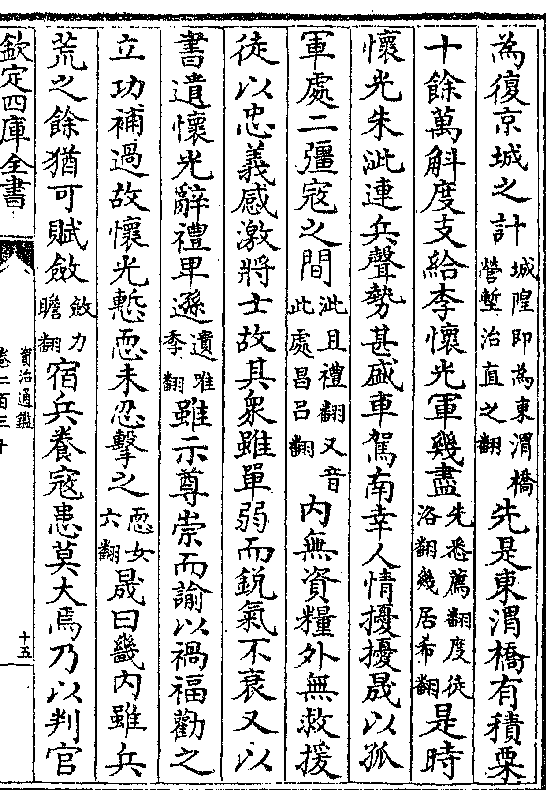 為復京城之計城隍即為東渭橋營塹治直之翻先是東渭橋有積粟
十餘萬斛度支給李懷光軍幾盡先悉薦翻度徒洛翻幾居希翻是時
懷光朱泚連兵聲勢甚盛車駕南幸人情擾擾晟以孤
軍處二彊寇之間泚且禮翻又音此處昌呂翻內無資糧外無救援
徒以忠義感激將士故其衆雖單弱而銳氣不衰又以
書遺懷光辭禮卑遜遺唯季翻雖示尊崇而諭以禍福勸之
立功補過故懷光慙恧未忍擊之恧女六翻晟曰畿內雖兵
荒之餘猶可賦斂斂力瞻翻宿兵養寇患莫大焉乃以判官
欽定四庫全書
資治通鑑
卷二百三十
十五